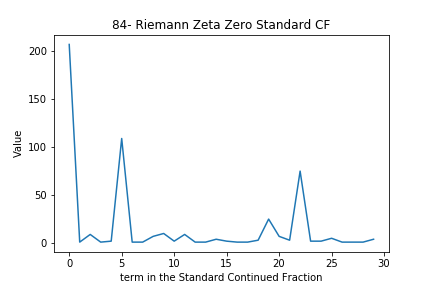 84- Riemann Zeta Zero Standard CF
Value
200
150
100
50
0
0 5 10 15 20 25 30
term in the Standard Continued Fraction